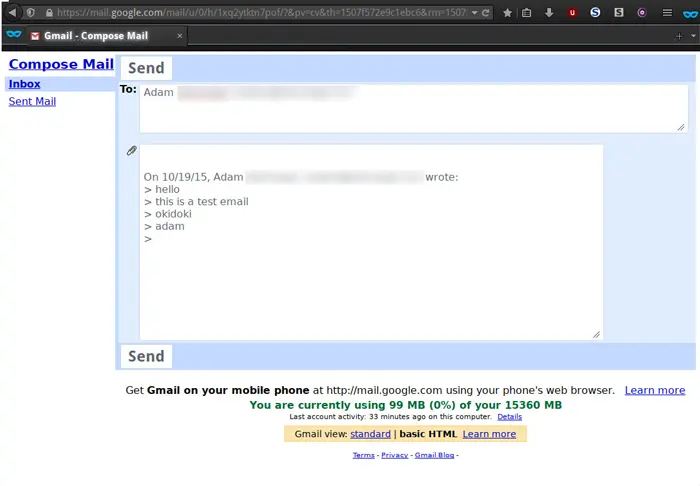 https://mail.google.com/mail/u/0/h/1xq2ytktn7pof/?&pv=cv&th=1507f572e9c1ebc6&rm=1507
Gmail - Compose Mail
Compose Mail
Send
Inbox
To: Adam
Sent Mail
On 10/19/15, Adam wrote:
> hello
> this is a test email
> okidoki
> adam
>
Send
Get Gmail on your mobile phone at http://mail.google.com using your phone's web browser. Learn more
You are currently using 99 MB (0%) of your 15360 MB
Last account activity: 33 minutes ago on this computer. Details
Gmail view: standard | basic HTML Learn more
Terms - Privacy - Gmail Blog -